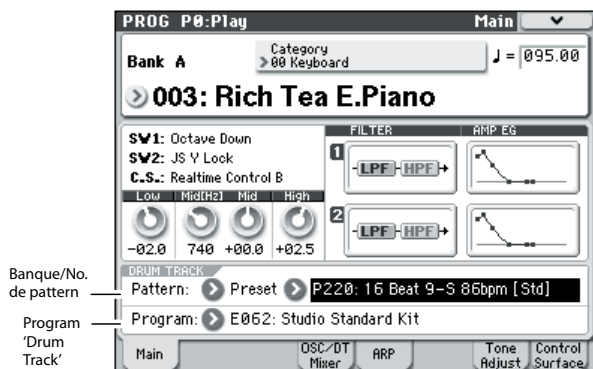 PROG P0:Play Main
Bank A
Category
00 Keyboard
♩ = 095.00
003: Rich Tea E.Piano
SW1: Octave Down
SW2: JS Y Lock
C.S.: Realtime Control B
Low Mid[Hz] Mid High
-02.0 740 +00.0 +02.5
FILTER AMP EG
1 LPF HPF
2 LPF HPF
DRUM TRACK
Banque/No. de pattern
Pattern: Preset P220: 16 Beat 9-S 86bpm [Std]
Program 'Drum Track'
Program: E062: Studio Standard Kit
Main OSC/DT Mixer ARP Tone Adjust Control Surface